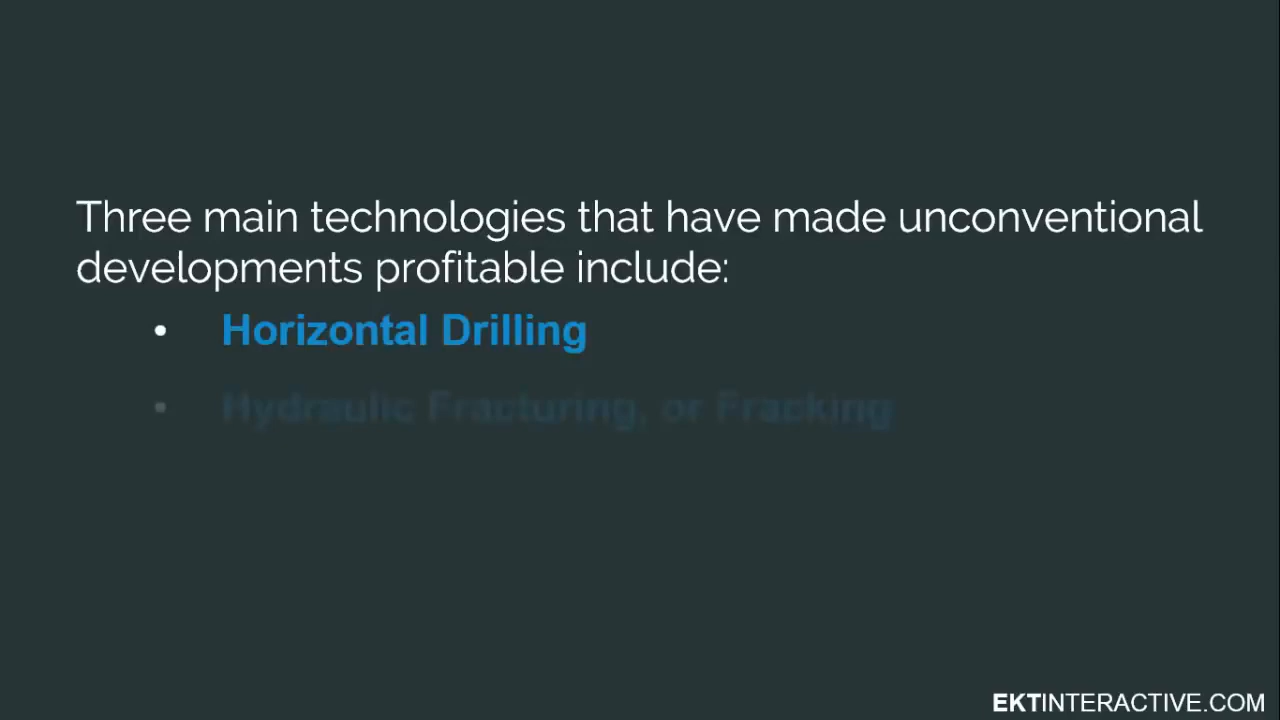 Three main technologies that have made unconventional
developments profitable include:
• Horizontal Drilling
• Hydraulic Fracturing, or Fracking
EKTINTERACTIVE.COM